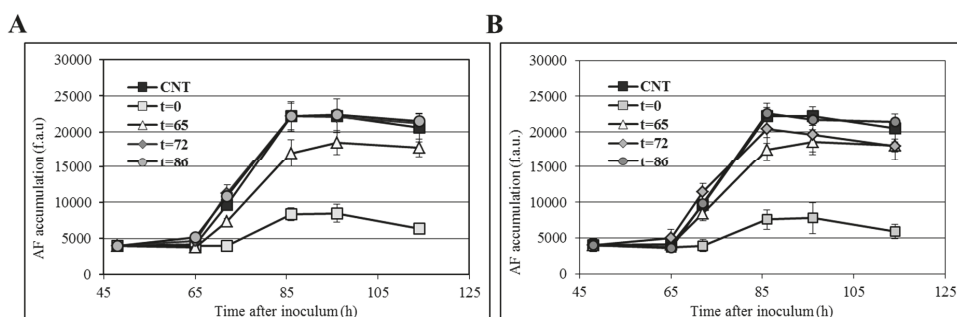 A
30000
25000
20000
15000
10000
5000
0
AF accumulation (f.a.u)
CNT
t=0
t=65
t=72
t=86
45
65
85
105
125
Time after inoculum (h)
B
30000
25000
20000
15000
10000
5000
0
AF accumulation (f.a.u)
CNT
t=0
t=65
t=72
t=86
45
65
85
105
125
Time after inoculum (h)